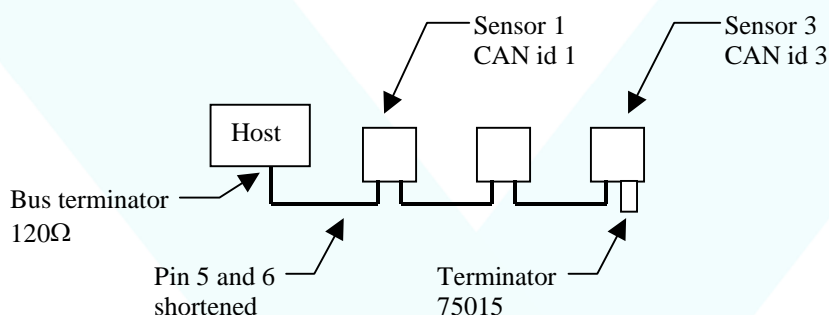 Sensor 1
CAN id 1
Sensor 3
CAN id 3
Host
Bus terminator
120Ω
Pin 5 and 6
shortened
Terminator
75015